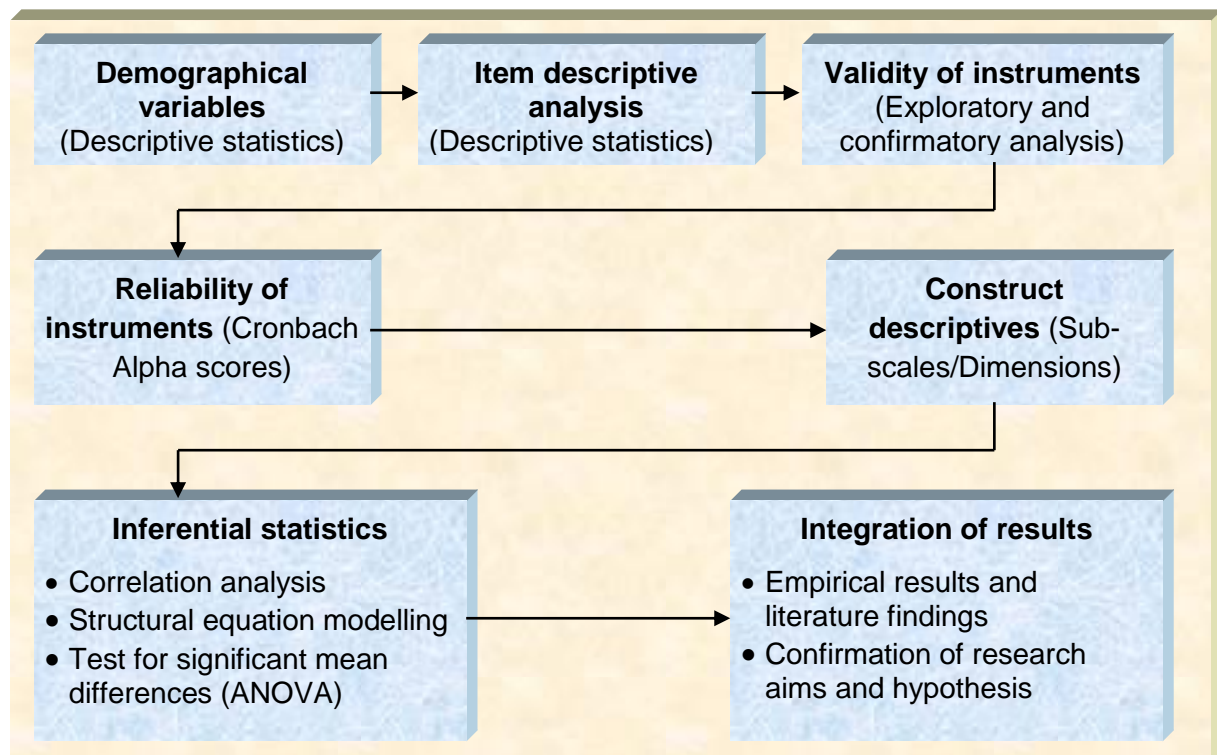 Demographical
variables
(Descriptive statistics)
Item descriptive
analysis
(Descriptive statistics)
Validity of instruments
(Exploratory and
confirmatory analysis)
Reliability of
instruments (Cronbach
Alpha scores)
Construct
descriptives (Sub-
scales/Dimensions)
Inferential statistics
• Correlation analysis
• Structural equation modelling
• Test for significant mean
differences (ANOVA)
Integration of results
• Empirical results and
literature findings
• Confirmation of research
aims and hypothesis